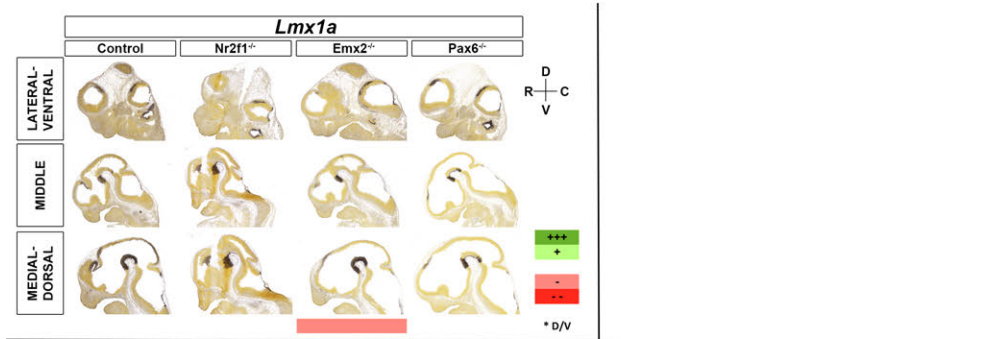 Lmx1a
Control Nr2f1-/- Emx2-/- Pax6-/-
LATERAL-
VENTRAL
D
R C
V
MIDDLE
MEDIAL-
DORSAL
+++
+
-
--
* D/V